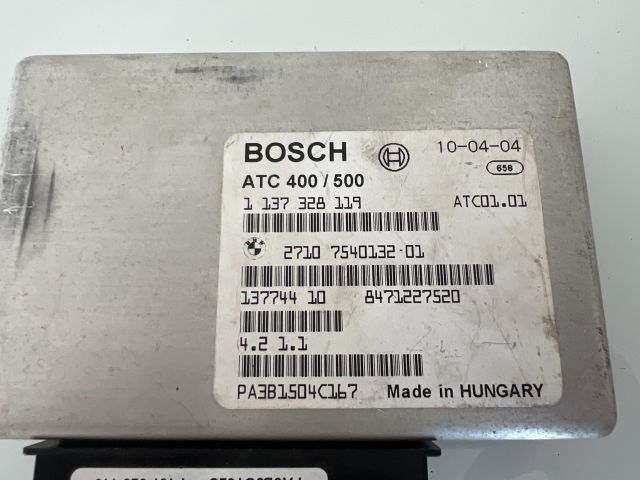 BOSCH 10-04-04
658
ATC 400 / 500
1 137 328 119 ATC01.01
2710 7540132-01
137744 10 8471227520
4.2 1.1
PA3B1504C167 Made in HUNGARY